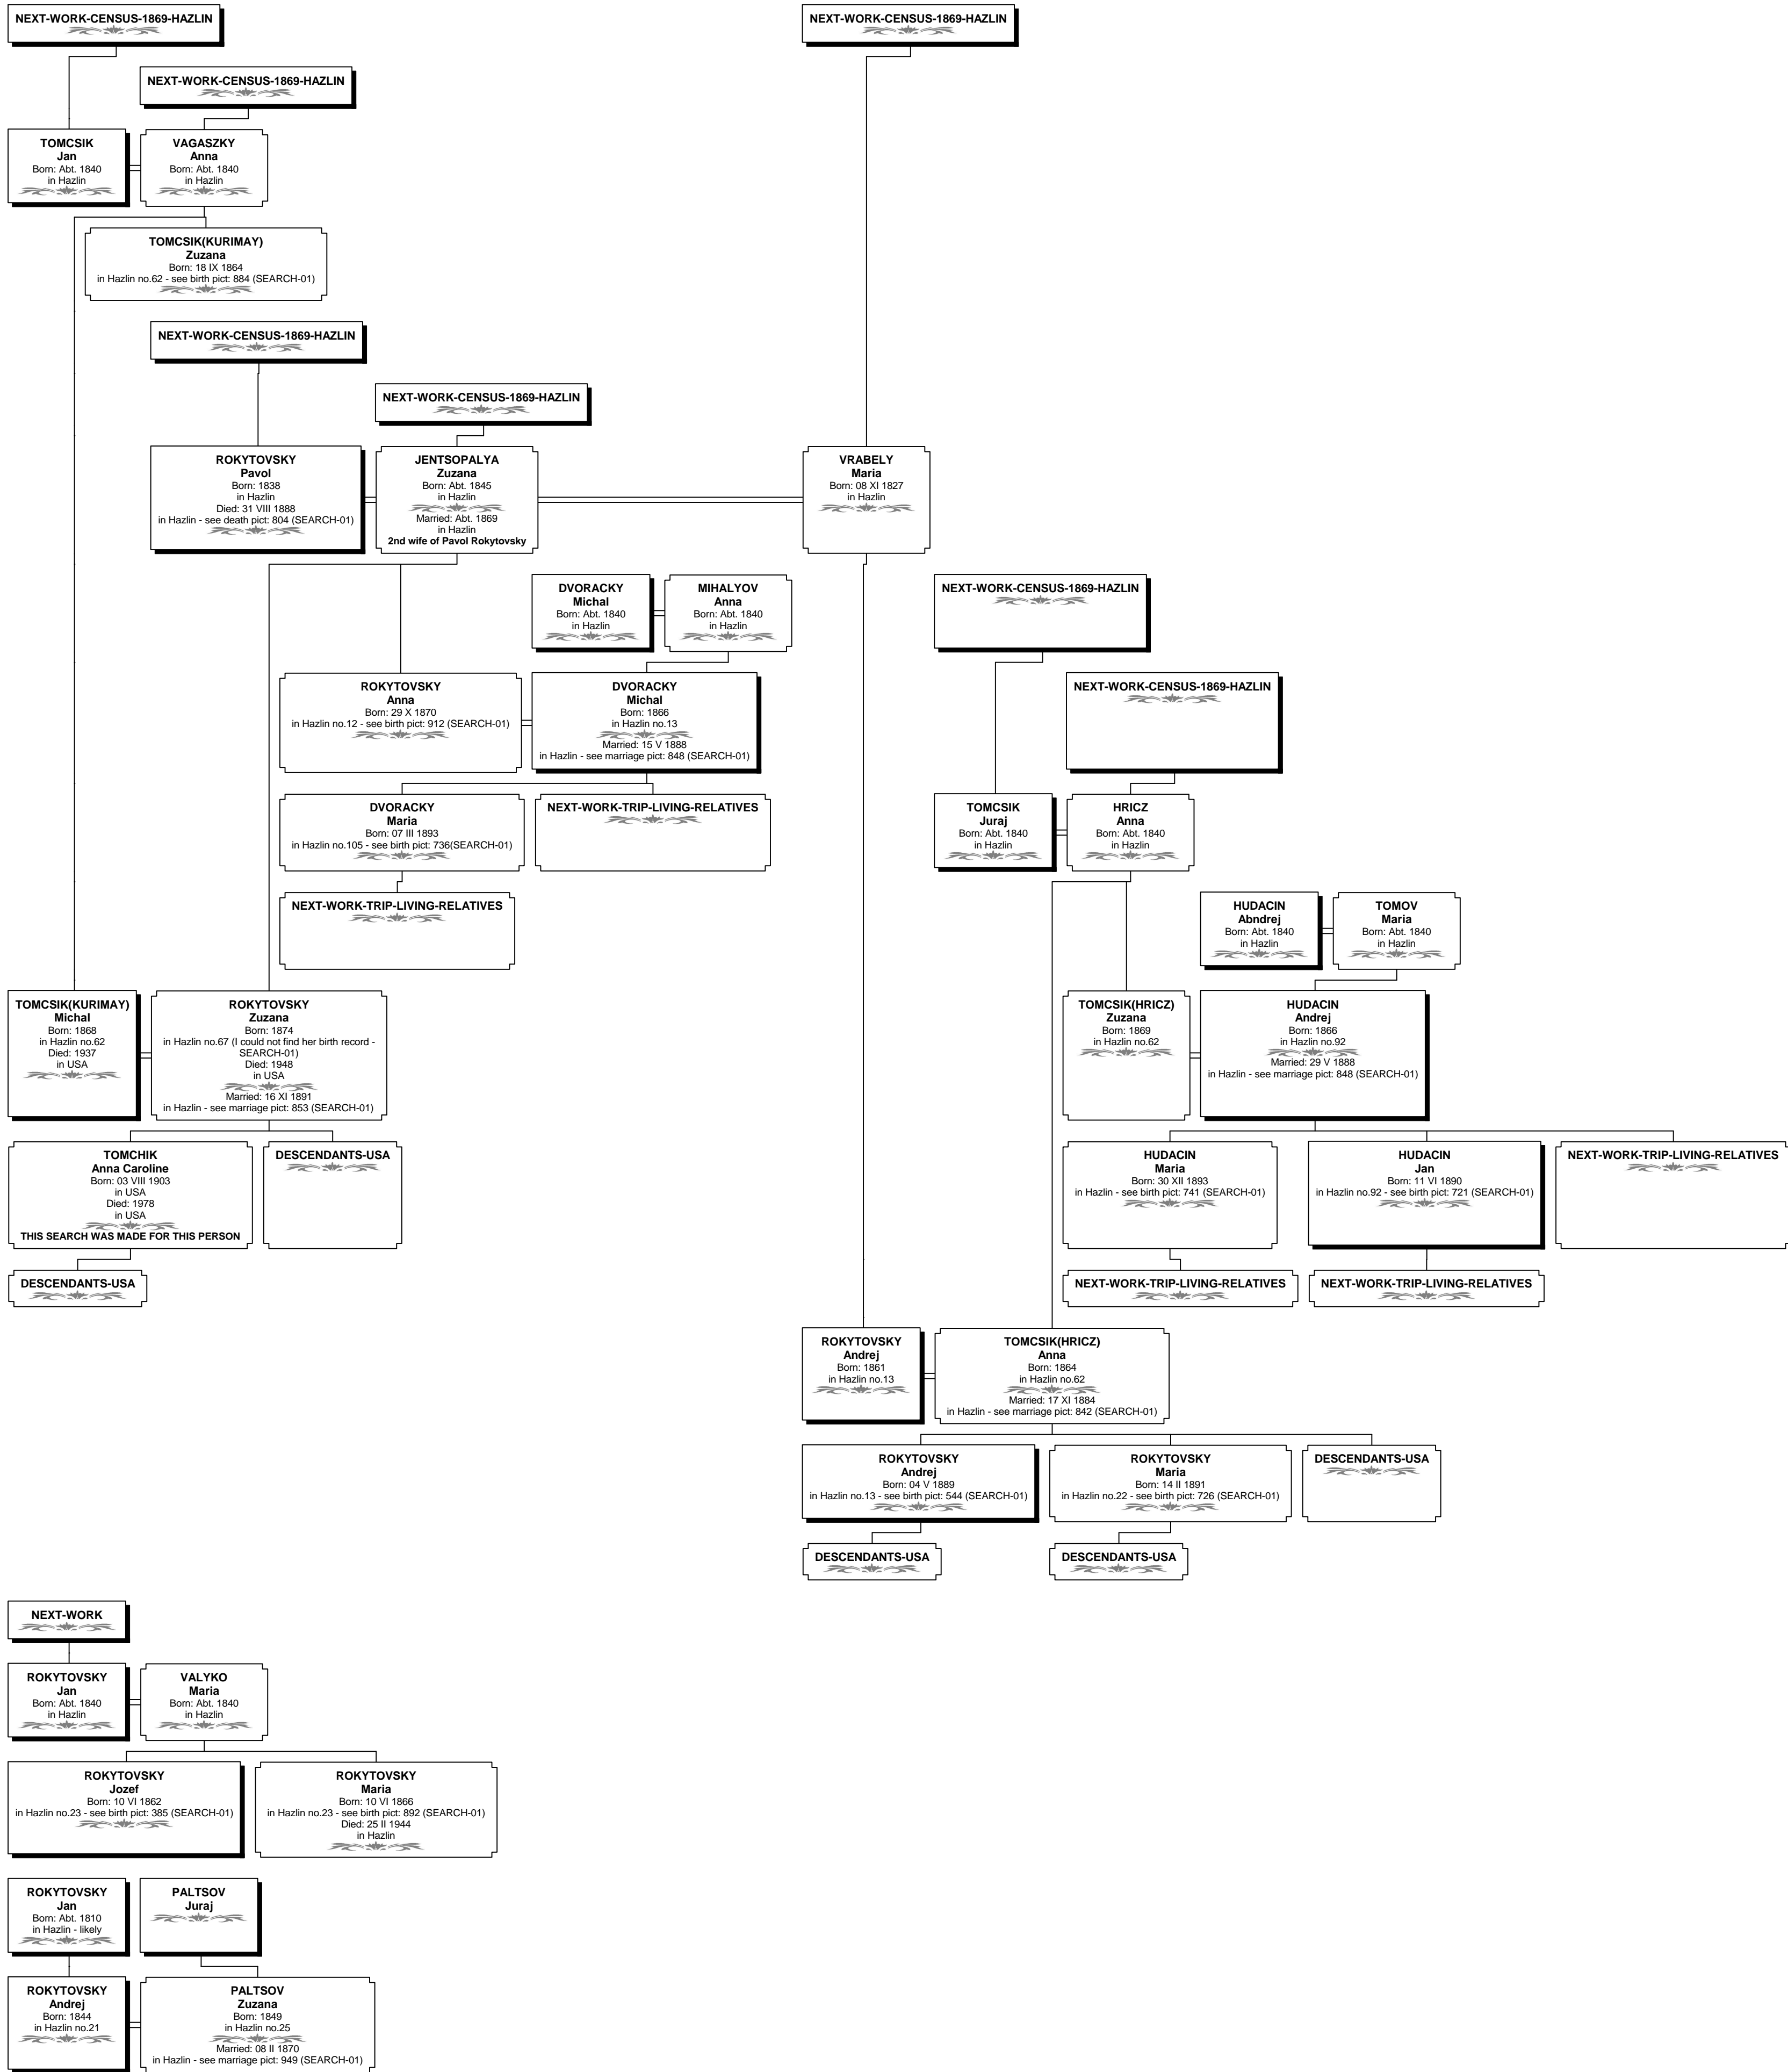 NEXT-WORK-CENSUS-1869-HAZLIN
NEXT-WORK-CENSUS-1869-HAZLIN
NEXT-WORK-CENSUS-1869-HAZLIN
TOMCSIK
Jan
Born: Abt. 1840
in Hazlin
VAGASZKY
Anna
Born: Abt. 1840
in Hazlin
TOMCSIK(KURIMAY)
Zuzana
Born: 18 IX 1864
in Hazlin no.62 - see birth pict: 884 (SEARCH-01)
NEXT-WORK-CENSUS-1869-HAZLIN
NEXT-WORK-CENSUS-1869-HAZLIN
ROKYTOVSKY
Pavol
Born: 1838
in Hazlin
Died: 31 VIII 1888
in Hazlin - see death pict: 804 (SEARCH-01)
JENTSOPALYA
Zuzana
Born: Abt. 1845
in Hazlin
Married: Abt. 1869
in Hazlin
2nd wife of Pavol Rokytovsky
VRABELY
Maria
Born: 08 XI 1827
in Hazlin
DVORACKY
Michal
Born: Abt. 1840
in Hazlin
MIHALYOV
Anna
Born: Abt. 1840
in Hazlin
NEXT-WORK-CENSUS-1869-HAZLIN
ROKYTOVSKY
Anna
Born: 29 X 1870
in Hazlin no.12 - see birth pict: 912 (SEARCH-01)
DVORACKY
Michal
Born: 1866
in Hazlin no.13
Married: 15 V 1888
in Hazlin - see marriage pict: 848 (SEARCH-01)
NEXT-WORK-CENSUS-1869-HAZLIN
DVORACKY
Maria
Born: 07 III 1893
in Hazlin no.105 - see birth pict: 736(SEARCH-01)
NEXT-WORK-TRIP-LIVING-RELATIVES
TOMCSIK
Juraj
Born: Abt. 1840
in Hazlin
HRICZ
Anna
Born: Abt. 1840
in Hazlin
NEXT-WORK-TRIP-LIVING-RELATIVES
HUDACIN
Abndrej
Born: Abt. 1840
in Hazlin
TOMOV
Maria
Born: Abt. 1840
in Hazlin
TOMCSIK(KURIMAY)
Michal
Born: 1868
in Hazlin no.62
Died: 1937
in USA
ROKYTOVSKY
Zuzana
Born: 1874
in Hazlin no.67 (I could not find her birth record -
SEARCH-01)
Died: 1948
in USA
Married: 16 XI 1891
in Hazlin - see marriage pict: 853 (SEARCH-01)
TOMCSIK(HRICZ)
Zuzana
Born: 1869
in Hazlin no.62
HUDACIN
Andrej
Born: 1866
in Hazlin no.92
Married: 29 V 1888
in Hazlin - see marriage pict: 848 (SEARCH-01)
TOMCHIK
Anna Caroline
Born: 03 VIII 1903
in USA
Died: 1978
in USA
THIS SEARCH WAS MADE FOR THIS PERSON
DESCENDANTS-USA
HUDACIN
Maria
Born: 30 XII 1893
in Hazlin - see birth pict: 741 (SEARCH-01)
HUDACIN
Jan
Born: 11 VI 1890
in Hazlin no.92 - see birth pict: 721 (SEARCH-01)
NEXT-WORK-TRIP-LIVING-RELATIVES
DESCENDANTS-USA
NEXT-WORK-TRIP-LIVING-RELATIVES
NEXT-WORK-TRIP-LIVING-RELATIVES
ROKYTOVSKY
Andrej
Born: 1861
in Hazlin no.13
TOMCSIK(HRICZ)
Anna
Born: 1864
in Hazlin no.62
Married: 17 XI 1884
in Hazlin - see marriage pict: 842 (SEARCH-01)
ROKYTOVSKY
Andrej
Born: 04 V 1889
in Hazlin no.13 - see birth pict: 544 (SEARCH-01)
ROKYTOVSKY
Maria
Born: 14 II 1891
in Hazlin no.22 - see birth pict: 726 (SEARCH-01)
DESCENDANTS-USA
DESCENDANTS-USA
DESCENDANTS-USA
NEXT-WORK
ROKYTOVSKY
Jan
Born: Abt. 1840
in Hazlin
VALYKO
Maria
Born: Abt. 1840
in Hazlin
ROKYTOVSKY
Jozef
Born: 10 VI 1862
in Hazlin no.23 - see birth pict: 385 (SEARCH-01)
ROKYTOVSKY
Maria
Born: 10 VI 1866
in Hazlin no.23 - see birth pict: 892 (SEARCH-01)
Died: 25 II 1944
in Hazlin
ROKYTOVSKY
Jan
Born: Abt. 1810
in Hazlin - likely
PALTSOV
Juraj
ROKYTOVSKY
Andrej
Born: 1844
in Hazlin no.21
PALTSOV
Zuzana
Born: 1849
in Hazlin no.25
Married: 08 II 1870
in Hazlin - see marriage pict: 949 (SEARCH-01)